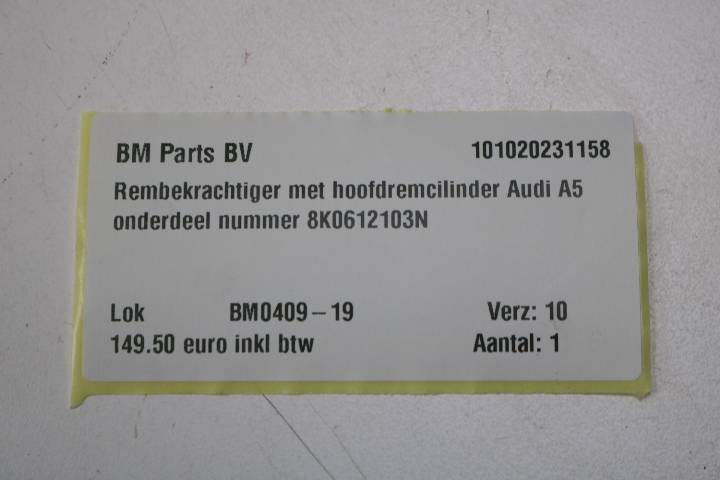 BM Parts BV 101020231158
Rembekrachtiger met hoofdremcilinder Audi A5
onderdeel nummer 8K0612103N
Lok BM0409-19 Verz: 10
149.50 euro inkl btw Aantal: 1